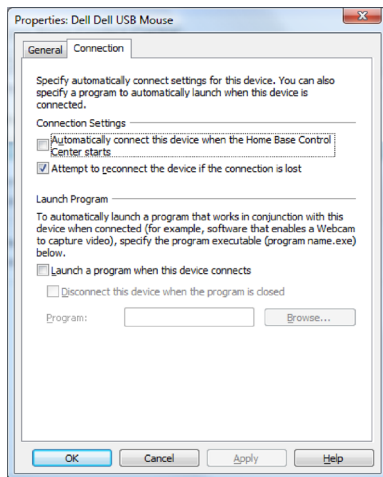 Properties: Dell Dell USB Mouse
General
Connection
Specify automatically connect settings for this device. You can also
specify a program to automatically launch when this device is
connected.
Connection Settings
Automatically connect this device when the Home Base Control
Center starts
Attempt to reconnect the device if the connection is lost
Launch Program
To automatically launch a program that works in conjunction with this
device when connected (for example, software that enables a Webcam
to capture video), specify the program executable (program name.exe)
below.
Launch a program when this device connects
Disconnect this device when the program is closed
Program:
Browse...
OK
Cancel
Apply
Help